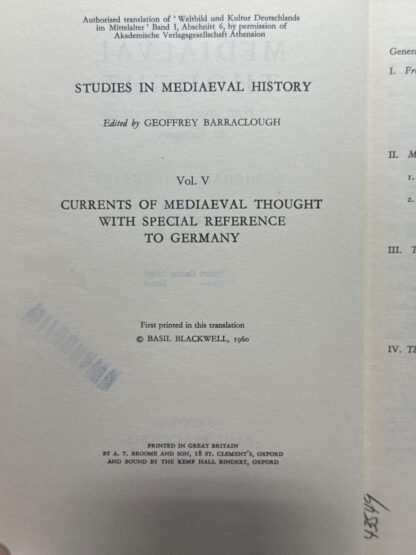 Authorised translation of 'Weltbild und Kultur Deutschlands
im Mittelalter' Band I, Abschnitt 6, by permission of
Akademische Verlagsgesellschaft Athenaion
STUDIES IN MEDIAEVAL HISTORY
Edited by GEOFFREY BARRACLOUGH
Vol. V
CURRENTS OF MEDIAEVAL THOUGHT
WITH SPECIAL REFERENCE
TO GERMANY
First printed in this translation
© BASIL BLACKWELL, 1960
PRINTED IN GREAT BRITAIN
BY A. T. BROOME AND SON, 18 ST. CLEMENT'S, OXFORD
AND BOUND BY THE KEMP HALL BINDERY, OXFORD
I.
II. M
1.
2.
III. T
IV. Th
43549